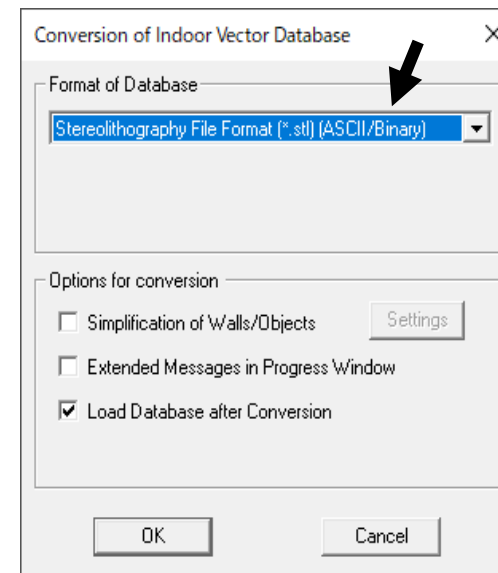 Conversion of Indoor Vector Database
Format of Database
Stereolithography File Format (*.stl) (ASCII/Binary)
Options for conversion
Simplification of Walls/Objects
Settings
Extended Messages in Progress Window
Load Database after Conversion
OK
Cancel